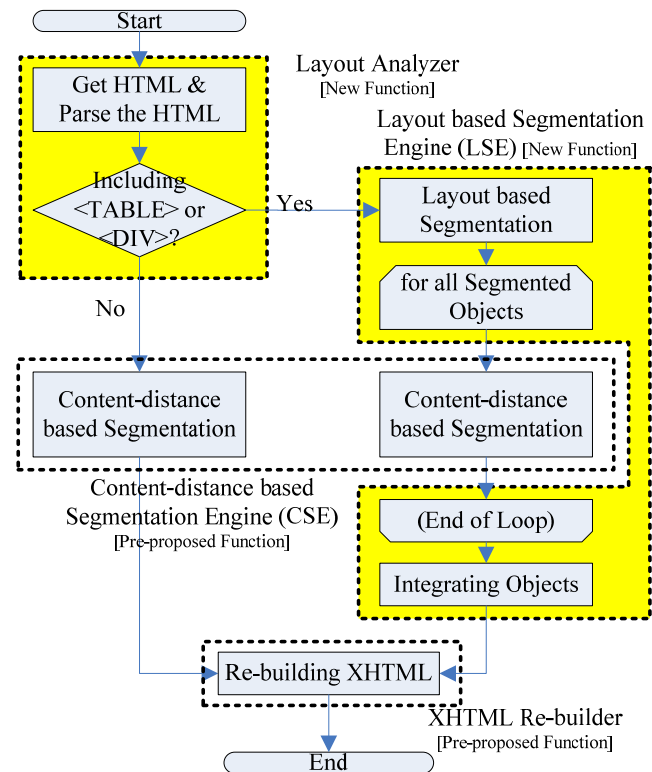 Start
Get HTML &
Parse the HTML
Layout Analyzer
[New Function]
Including
<TABLE> or
<DIV>?
Yes
No
Layout based Segmentation
Engine (LSE) [New Function]
Layout based
Segmentation
for all Segmented
Objects
Content-distance
based Segmentation
Content-distance
based Segmentation
Content-distance based
Segmentation Engine (CSE)
[Pre-proposed Function]
(End of Loop)
Integrating Objects
Re-building XHTML
XHTML Re-builder
[Pre-proposed Function]
End